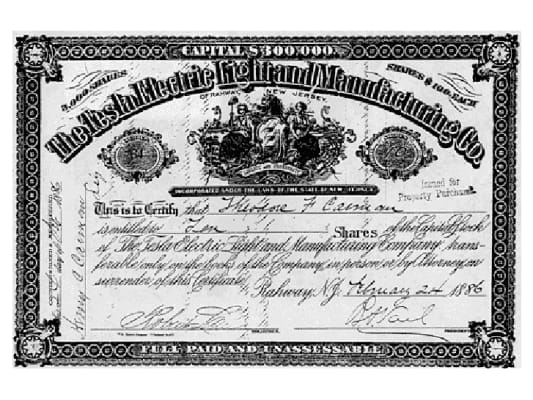 CAPITAL $300,000.
3,000 SHARES
SHARES $100 EACH
The Tesla Electric Light and Manufacturing Co.
OF RAHWAY, NEW JERSEY.
INCORPORATED UNDER THE LAWS OF THE STATE OF NEW JERSEY.
Issued for
Property Purchased
This is to Certify that Theodore F
is entitled to Ten Shares of the Capital Stock
of The Tesla Electric Light and Manufacturing Company, trans-
ferable only on the books of the Company in person or by Attorney, on
surrender of this Certificate.
Rahway, N.J. February 24 1886
PRESIDENT
FULL PAID AND UNASSESSABLE